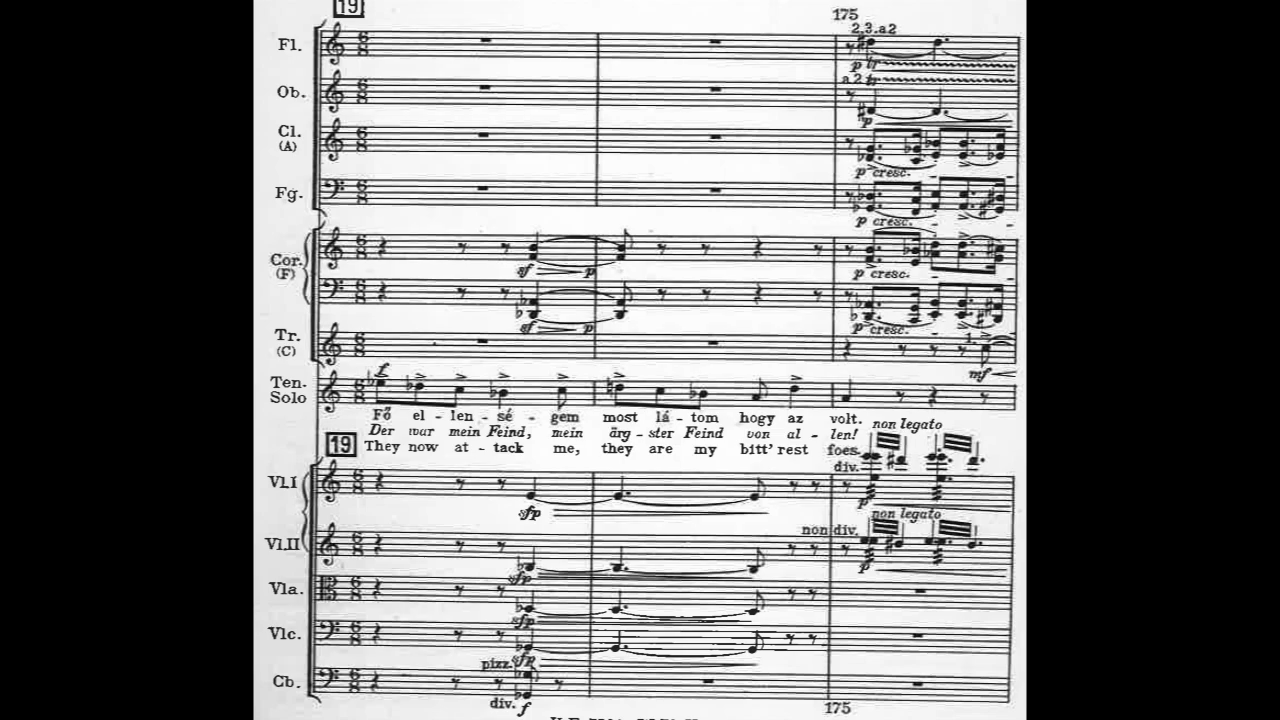 19
175
2.3.a2
Fl.
p tr
a 2 tr
Ob.
p
Cl.
(A)
p cresc.
Fg.
p cresc.
Cor.
(F)
sf p
p cresc.
sf p
p cresc.
Tr.
(C)
1.
mf
f
Ten.
Solo
Fő el - len - sé - gem most lá - tom hogy az volt.
Der war mein Feind, mein ärg - ster Feind von al - len!
19
They now at - tack me, they are my bitt' rest foes.
non legato
div.
Vl.I
sfp
p
non legato
non div.
Vl.II
sfp
p
Vla.
sfp
Vlc.
sfp
pizz.
Cb.
div. f
175